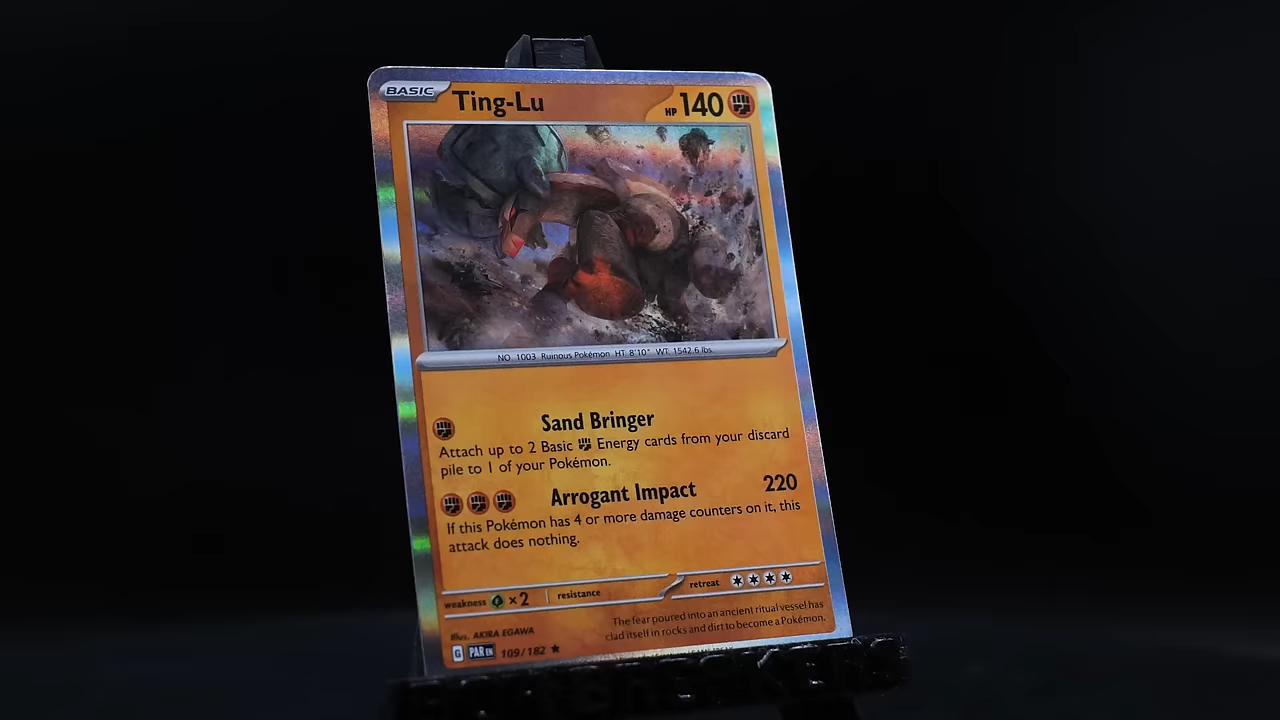 BASIC Ting-Lu HP 140
NO. 1003 Ruinous Pokémon HT: 8'10" WT: 1542.6 lbs.
Sand Bringer
Attach up to 2 Basic Energy cards from your discard
pile to 1 of your Pokémon.
Arrogant Impact 220
If this Pokémon has 4 or more damage counters on it, this
attack does nothing.
weakness ×2 resistance retreat
Illus. AKIRA EGAWA
The fear poured into an ancient ritual vessel has
clad itself in rocks and dirt to become a Pokémon.
G PAR EN 109/182 ★